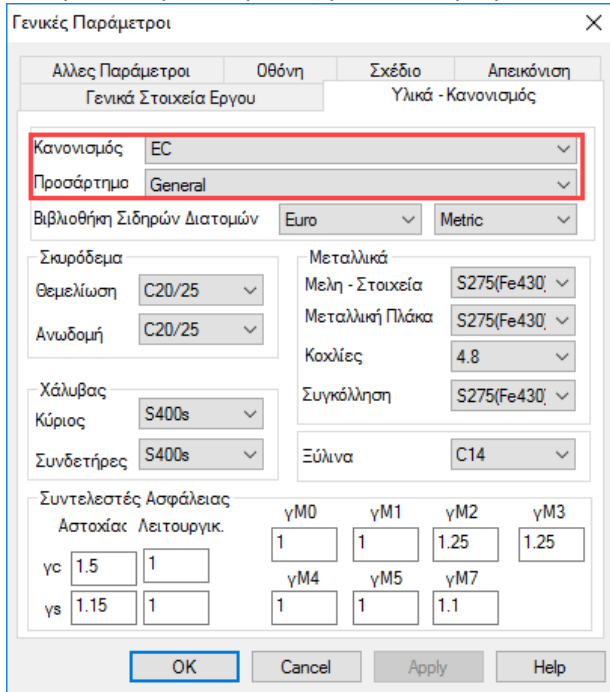 Γενικές Παράμετροι
Αλλες Παράμετροι Οθόνη Σχέδιο Απεικόνιση
Γενικά Στοιχεία Εργου Υλικά - Κανονισμός
Κανονισμός EC
Προσάρτημα General
Βιβλιοθήκη Σιδηρών Διατομών Euro Metric
Σκυρόδεμα
Θεμελίωση C20/25
Ανωδομή C20/25
Μεταλλικά
Μελη - Στοιχεία S275(Fe430)
Μεταλλική Πλάκα S275(Fe430)
Κοχλίες 4.8
Συγκόλληση S275(Fe430)
Χάλυβας
Κύριος S400s
Συνδετήρες S400s
Ξύλινα C14
Συντελεστές Ασφάλειας
Αστοχίας Λειτουργικ.
γc 1.5 1
γs 1.15 1
γM0 γM1 γM2 γM3
1 1 1.25 1.25
γM4 γM5 γM7
1 1 1.1
OK Cancel Apply Help